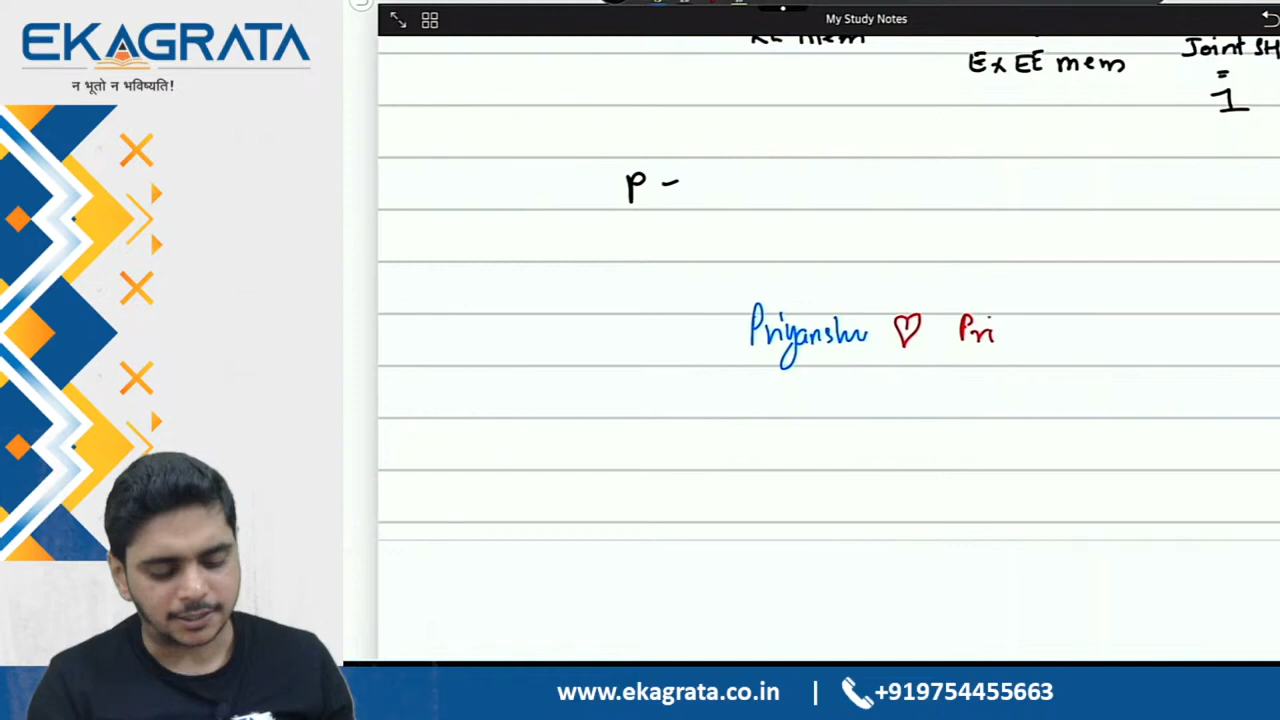 My Study Notes
EKAGRATA
न भूतो न भविष्यति!
mem
Ex EE mem
Joint SH
=
1
P -
Priyanshu ♡ Pri
www.ekagrata.co.in | +919754455663